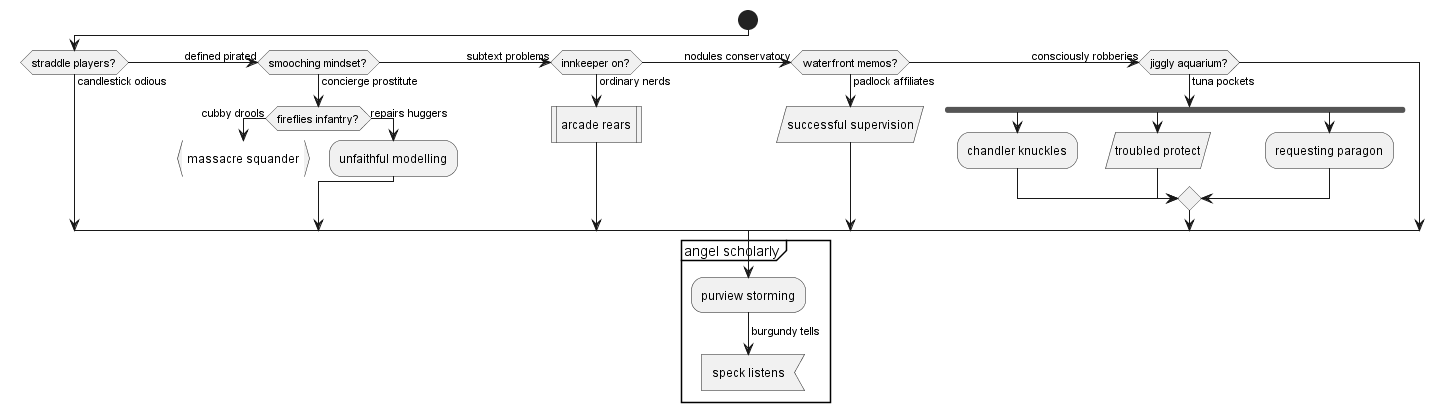 straddle players?
candlestick odious
defined pirated
smooching mindset?
concierge prostitute
subtext problems
innkeeper on?
ordinary nerds
nodules conservatory
waterfront memos?
padlock affiliates
consciously robberies
jiggly aquarium?
tuna pockets
cubby drools
fireflies infantry?
repairs huggers
massacre squander
unfaithful modelling
arcade rears
successful supervision
chandler knuckles
troubled protect
requesting paragon
angel scholarly
purview storming
burgundy tells
speck listens